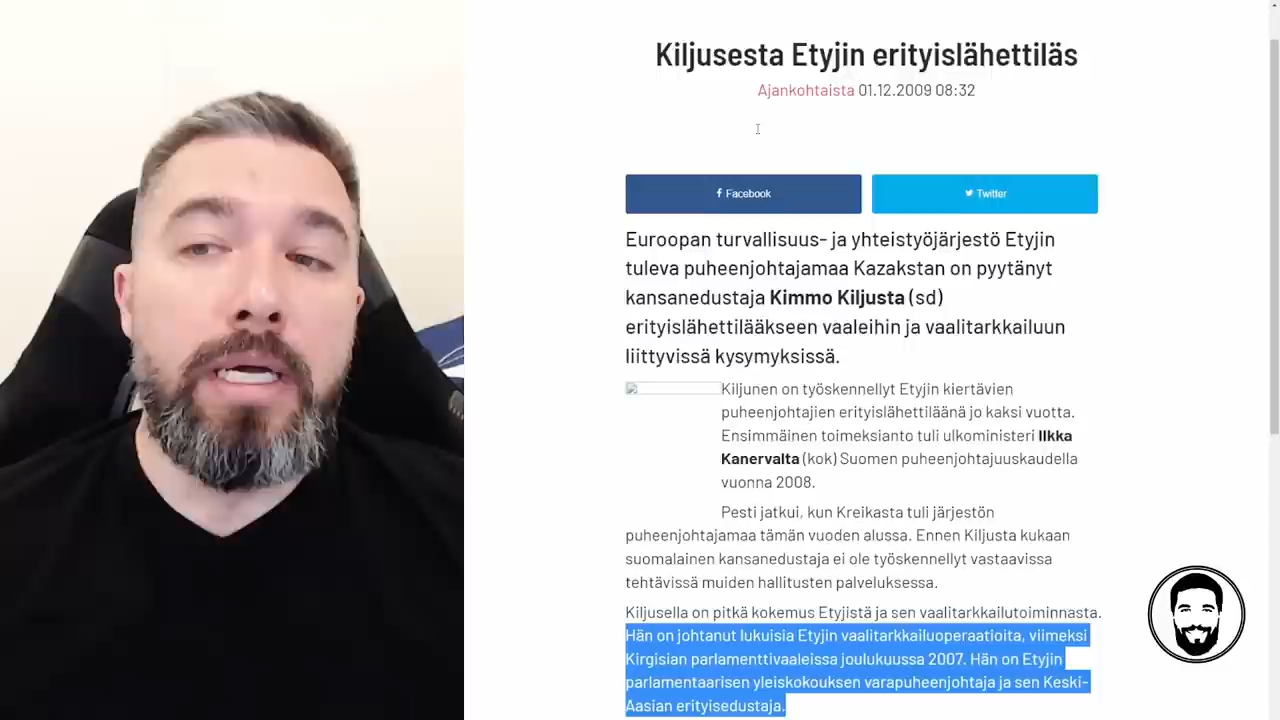 Kiljusesta Etyjin erityislähettiläs
Ajankohtaista 01.12.2009 08:32
Facebook
Twitter
Euroopan turvallisuus- ja yhteistyöjärjestö Etyjin
tuleva puheenjohtajamaa Kazakstan on pyytänyt
kansanedustaja Kimmo Kiljusta (sd)
erityislähettilääkseen vaaleihin ja vaalitarkkailuun
liittyvissä kysymyksissä.
Kiljunen on työskennellyt Etyjin kiertävien
puheenjohtajien erityislähettiläänä jo kaksi vuotta.
Ensimmäinen toimeksianto tuli ulkoministeri Ilkka
Kanervalta (kok) Suomen puheenjohtajuuskaudella
vuonna 2008.
Pesti jatkui, kun Kreikasta tuli järjestön
puheenjohtajamaa tämän vuoden alussa. Ennen Kiljusta kukaan
suomalainen kansanedustaja ei ole työskennellyt vastaavissa
tehtävissä muiden hallitusten palveluksessa.
Kiljusella on pitkä kokemus Etyjistä ja sen vaalitarkkailutoiminnasta.
Hän on johtanut lukuisia Etyjin vaalitarkkailuoperaatioita, viimeksi
Kirgisian parlamenttivaaleissa joulukuussa 2007. Hän on Etyjin
parlamentaarisen yleiskokouksen varapuheenjohtaja ja sen Keski-
Aasian erityisedustaja.